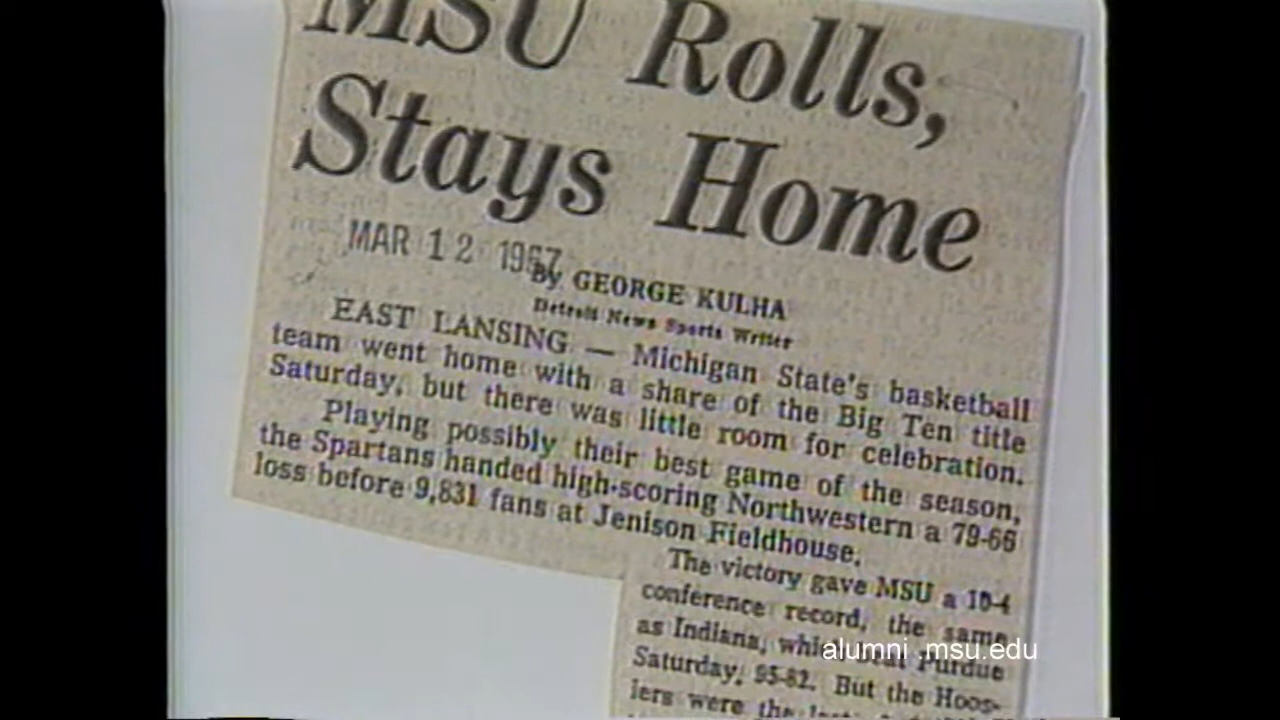 MSU Rolls,
Stays Home
MAR 12 1967
By GEORGE KULHA
Detroit News Sports Writer
EAST LANSING — Michigan State's basketball
team went home with a share of the Big Ten title
Saturday, but there was little room for celebration.
Playing possibly their best game of the season,
the Spartans handed high-scoring Northwestern a 79-66
loss before 9,831 fans at Jenison Fieldhouse.
The victory gave MSU a 10-4
conference record, the same
as Indiana, which beat Purdue
Saturday, 95-82. But the Hoos-
iers were the
alumni .msu.edu